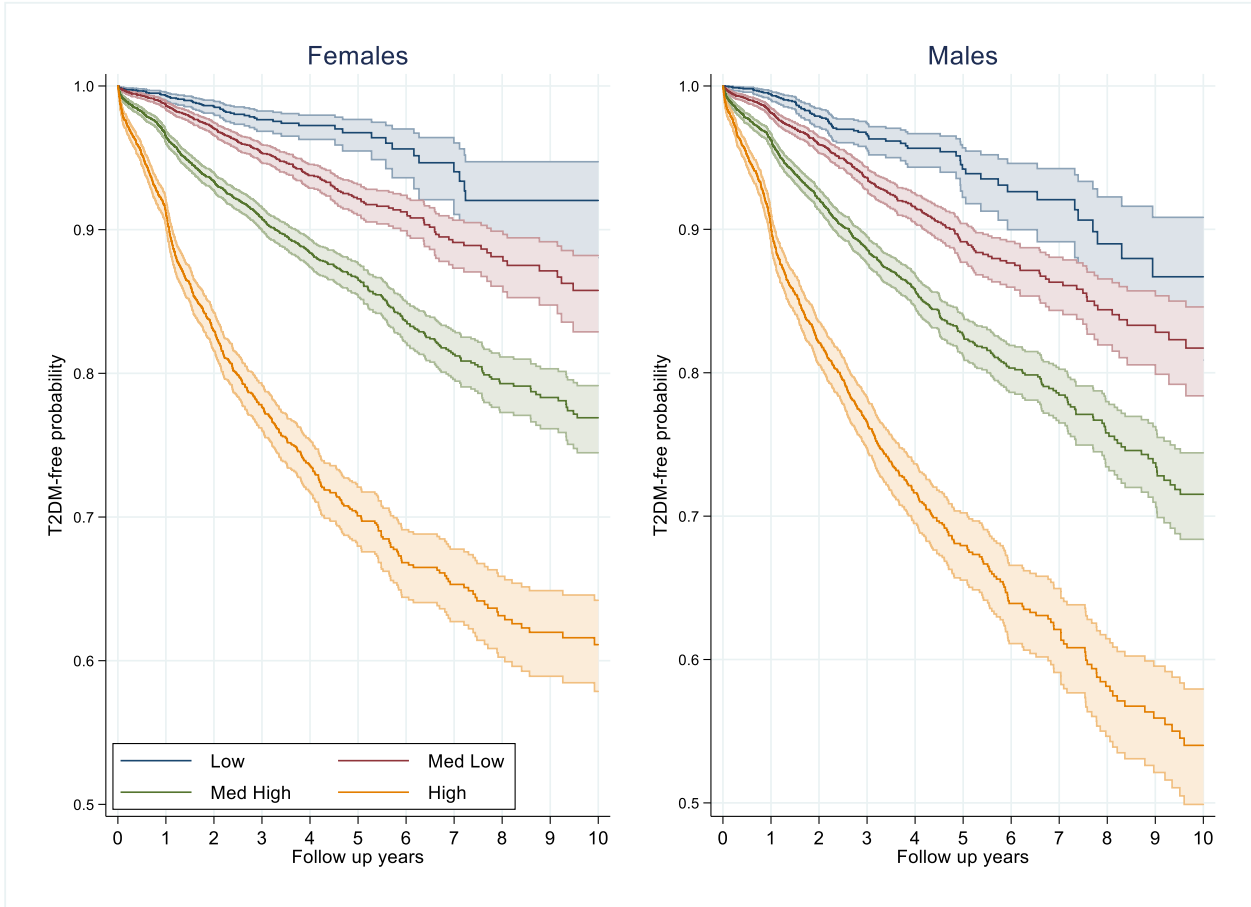 Females
Males
T2DM-free probability
1.0
0.9
0.8
0.7
0.6
0.5
0 1 2 3 4 5 6 7 8 9 10
Follow up years
Low Med Low
Med High High
T2DM-free probability
1.0
0.9
0.8
0.7
0.6
0.5
0 1 2 3 4 5 6 7 8 9 10
Follow up years